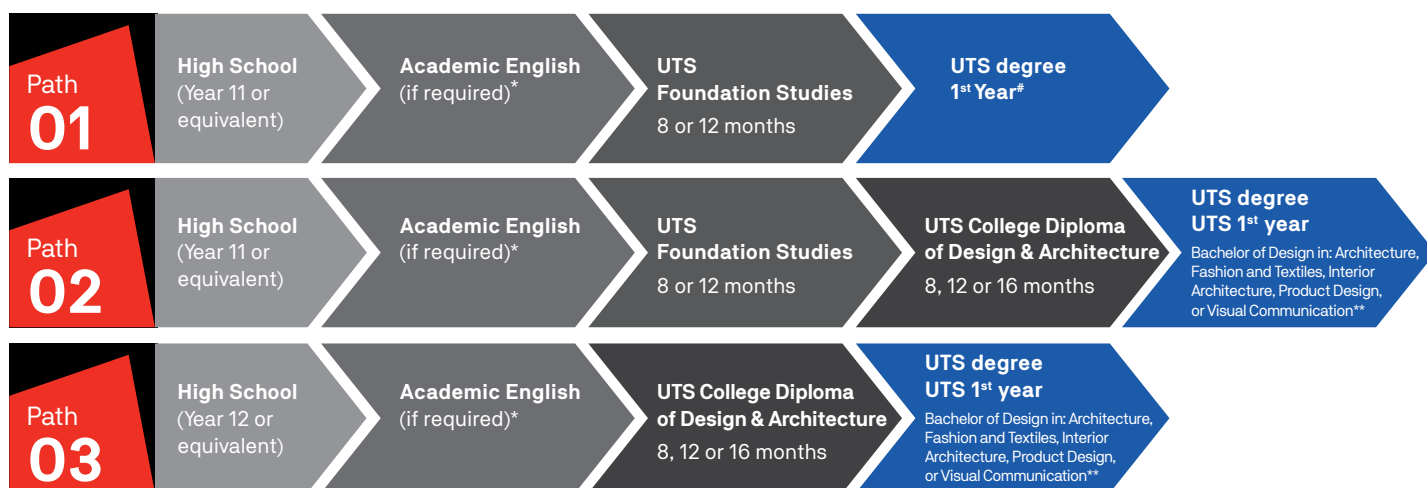 Path
01
High School
(Year 11 or
equivalent)
Academic English
(if required)*
UTS
Foundation Studies
8 or 12 months
UTS degree
1st Year#
Path
02
High School
(Year 11 or
equivalent)
Academic English
(if required)*
UTS
Foundation Studies
8 or 12 months
UTS College Diploma
of Design & Architecture
8, 12 or 16 months
UTS degree
UTS 1st year
Bachelor of Design in: Architecture,
Fashion and Textiles, Interior
Architecture, Product Design,
or Visual Communication**
Path
03
High School
(Year 12 or
equivalent)
Academic English
(if required)*
UTS College Diploma
of Design & Architecture
8, 12 or 16 months
UTS degree
UTS 1st year
Bachelor of Design in: Architecture,
Fashion and Textiles, Interior
Architecture, Product Design,
or Visual Communication**